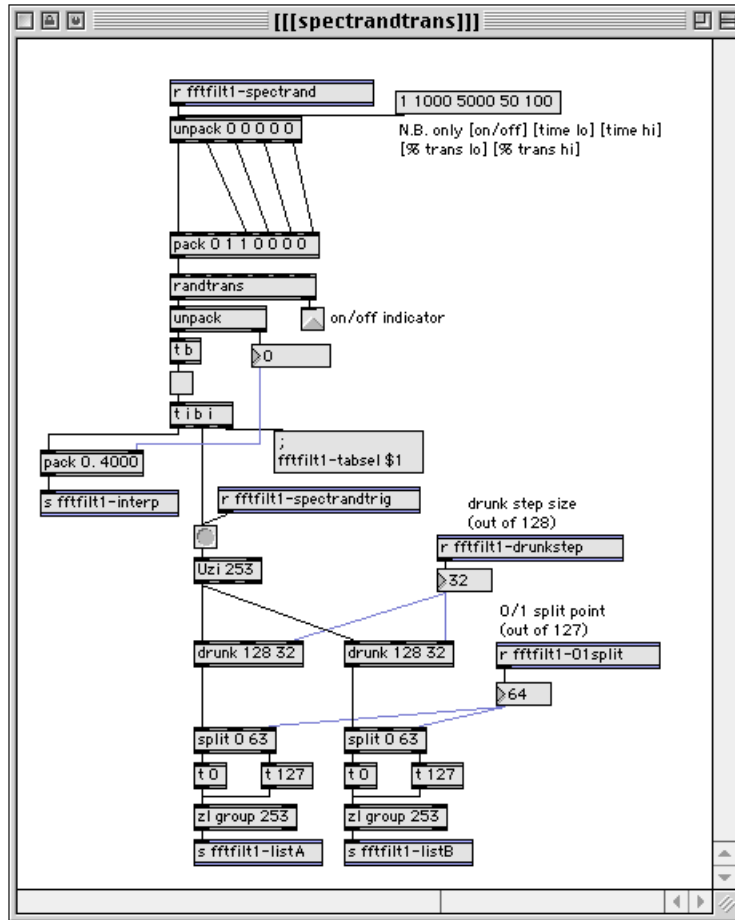 [[[spectrandtrans]]]
r fftfilt1-spectrand
1 1000 5000 50 100
unpack 0 0 0 0 0
N.B. only [on/off] [time lo] [time hi]
[% trans lo] [% trans hi]
pack 0 1 1 0 0 0 0
randtrans
unpack
on/off indicator
t b
0
t i b i
;
fftfilt1-tabsel $1
pack 0. 4000
s fftfilt1-interp
r fftfilt1-spectrandtrig
drunk step size
(out of 128)
r fftfilt1-drunkstep
Uzi 253
32
0/1 split point
(out of 127)
drunk 128 32
drunk 128 32
r fftfilt1-01split
64
split 0 63
split 0 63
t 0
t 127
t 0
t 127
zl group 253
zl group 253
s fftfilt1-listA
s fftfilt1-listB